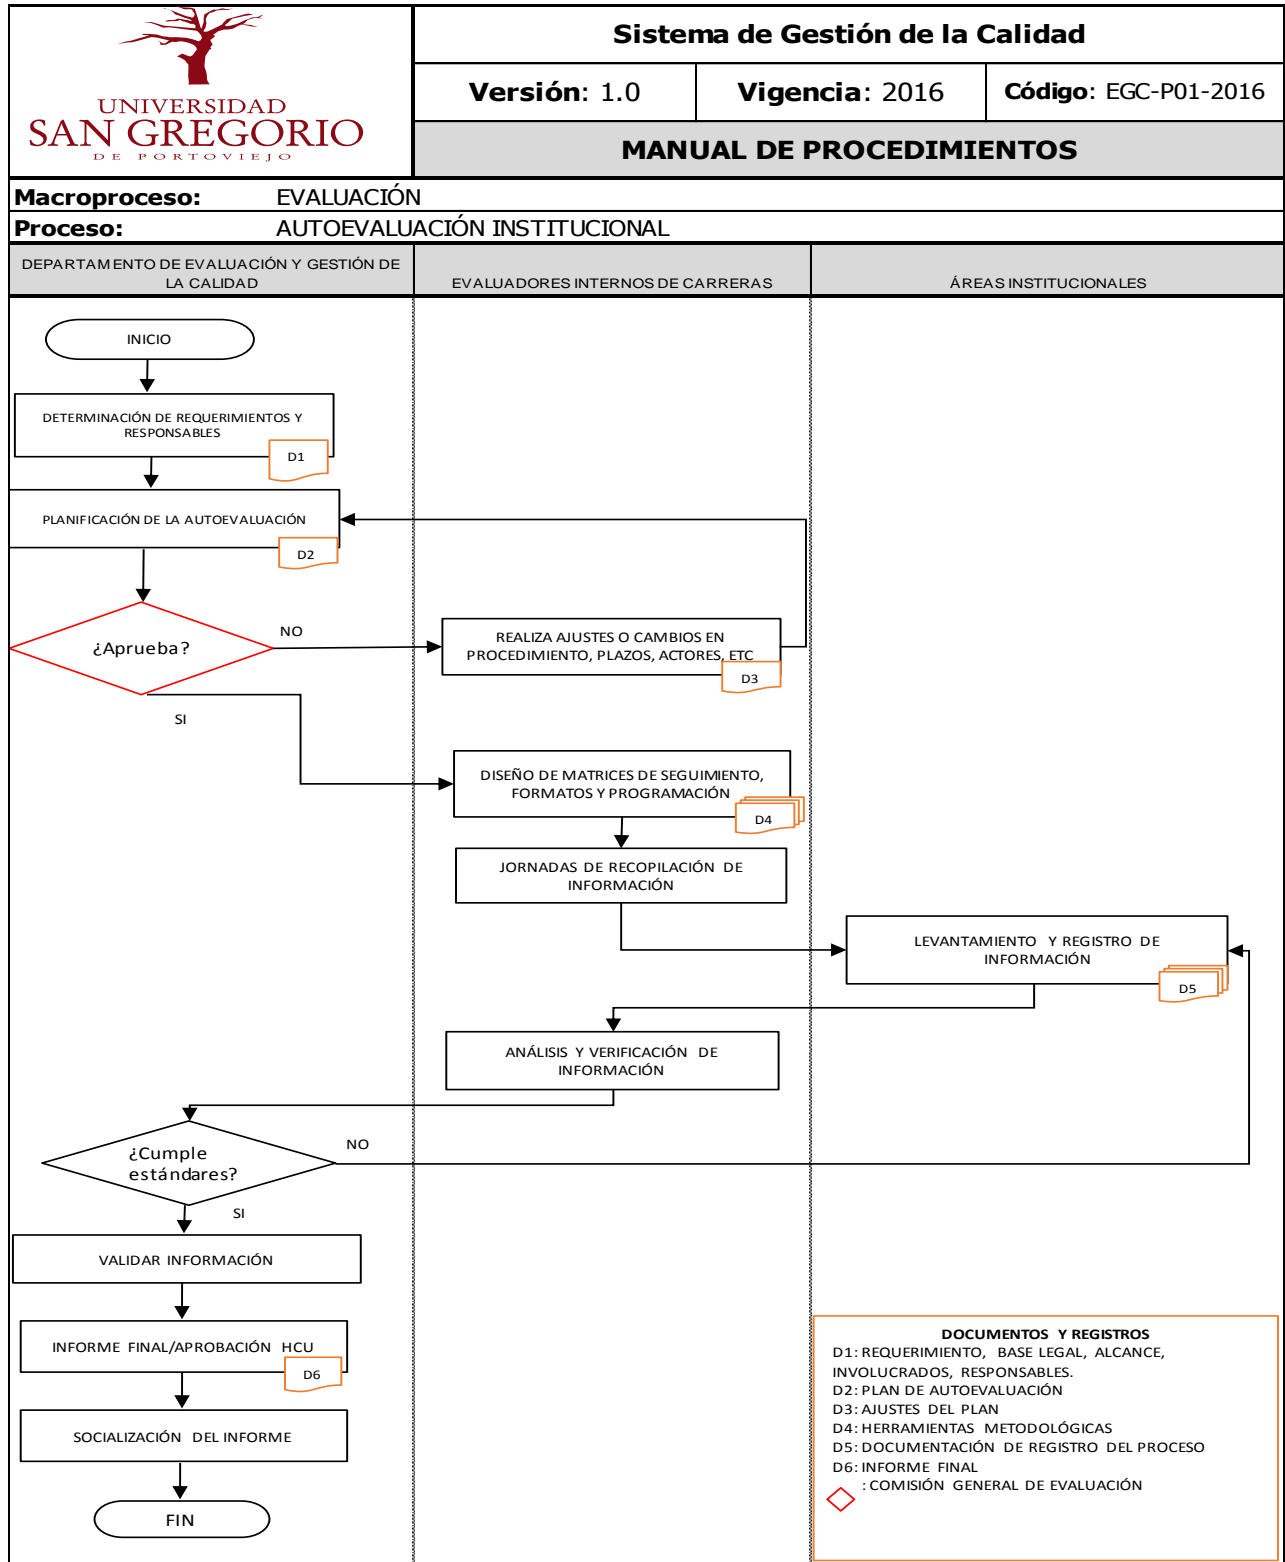 UNIVERSIDAD
SAN GREGORIO
DE PORTOVIEJO
Sistema de Gestión de la Calidad
Versión: 1.0
Vigencia: 2016
Código: EGC-P01-2016
MANUAL DE PROCEDIMIENTOS
Macroproceso: EVALUACIÓN
Proceso: AUTOEVALUACIÓN INSTITUCIONAL
DEPARTAMENTO DE EVALUACIÓN Y GESTIÓN DE
LA CALIDAD
EVALUADORES INTERNOS DE CARRERAS
ÁREAS INSTITUCIONALES
INICIO
DETERMINACIÓN DE REQUERIMIENTOS Y
RESPONSABLES
D1
PLANIFICACIÓN DE LA AUTOEVALUACIÓN
D2
¿Aprueba?
NO
REALIZA AJUSTES O CAMBIOS EN
PROCEDIMIENTO, PLAZOS, ACTORES, ETC
D3
SI
DISEÑO DE MATRICES DE SEGUIMIENTO,
FORMATOS Y PROGRAMACIÓN
D4
JORNADAS DE RECOPILACIÓN DE
INFORMACIÓN
LEVANTAMIENTO Y REGISTRO DE
INFORMACIÓN
D5
ANÁLISIS Y VERIFICACIÓN DE
INFORMACIÓN
¿Cumple
estándares?
NO
SI
VALIDAR INFORMACIÓN
INFORME FINAL/APROBACIÓN HCU
D6
SOCIALIZACIÓN DEL INFORME
FIN
DOCUMENTOS Y REGISTROS
D1: REQUERIMIENTO, BASE LEGAL, ALCANCE,
INVOLUCRADOS, RESPONSABLES.
D2: PLAN DE AUTOEVALUACIÓN
D3: AJUSTES DEL PLAN
D4: HERRAMIENTAS METODOLÓGICAS
D5: DOCUMENTACIÓN DE REGISTRO DEL PROCESO
D6: INFORME FINAL
: COMISIÓN GENERAL DE EVALUACIÓN